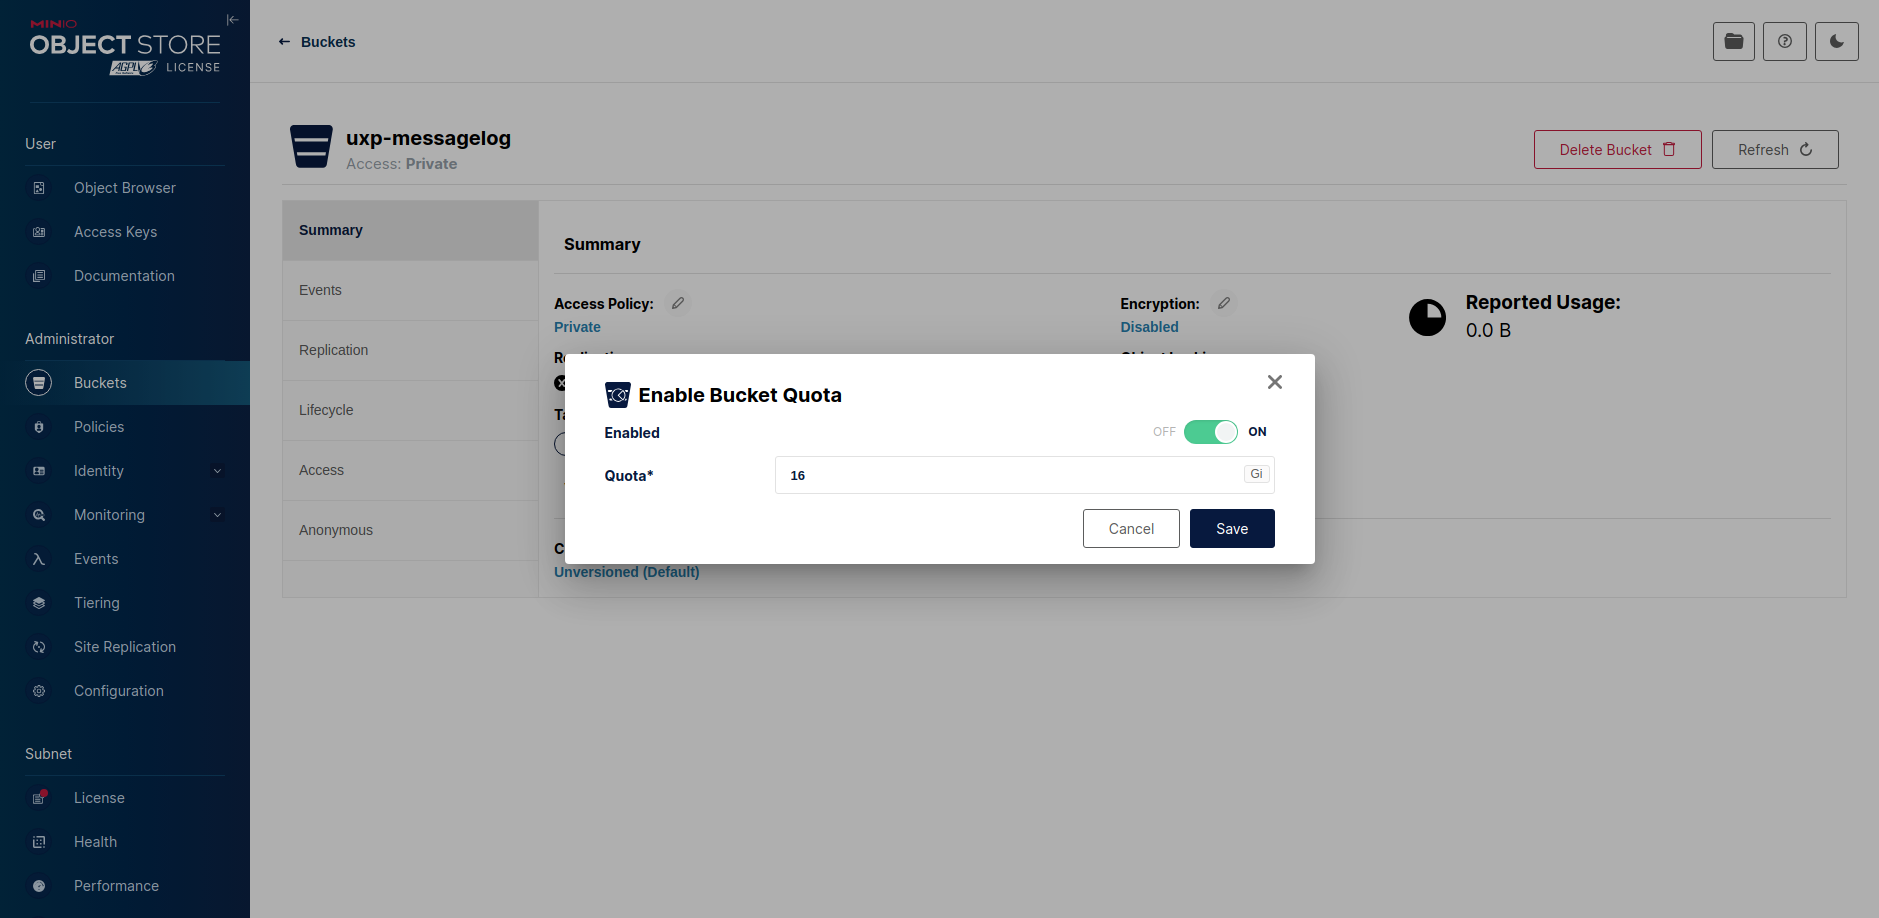 MINIO
OBJECT STORE
AGPLv3 LICENSE
User
Object Browser
Access Keys
Documentation
Administrator
Buckets
Policies
Identity
Monitoring
Events
Tiering
Site Replication
Configuration
Subnet
License
Health
Performance
Buckets
uxp-messagelog
Access: Private
Delete Bucket
Refresh
Summary
Events
Replication
Lifecycle
Access
Anonymous
Summary
Access Policy:
Private
Encryption:
Disabled
Reported Usage:
0.0 B
Enable Bucket Quota
Enabled
OFF
ON
Quota*
16
Gi
Cancel
Save
Unversioned (Default)